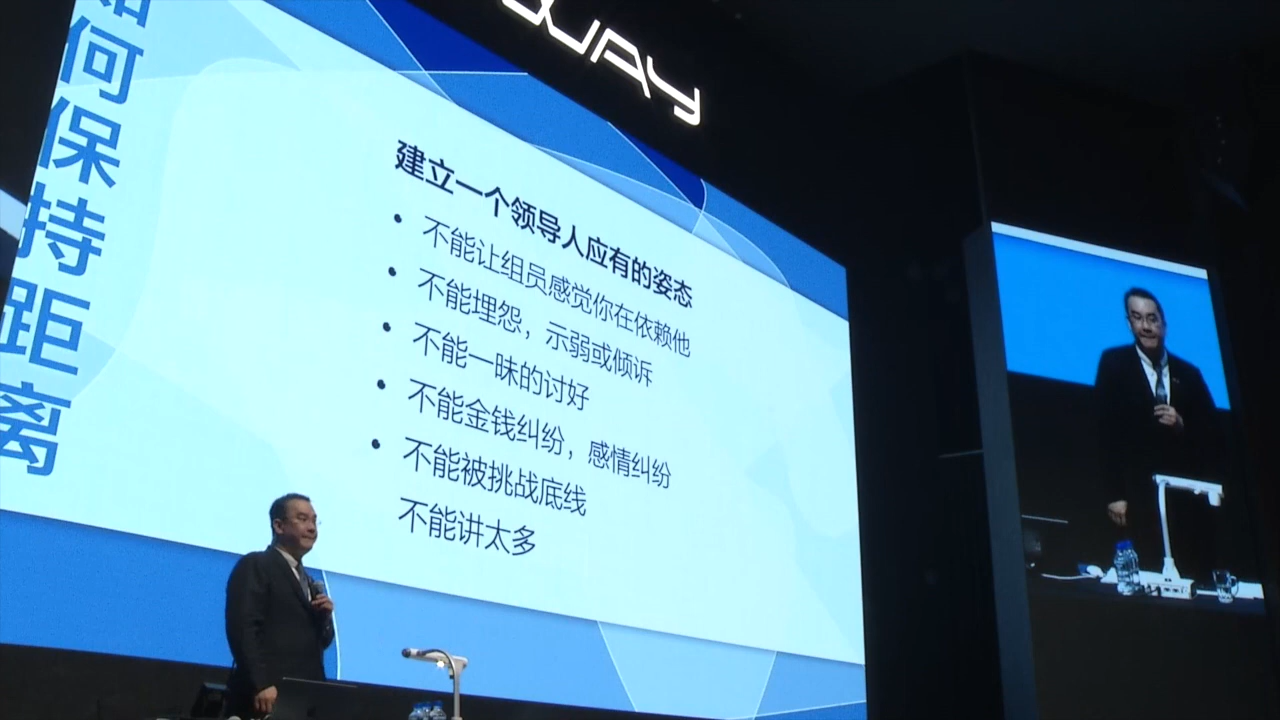 如何保持距离
建立一个领导人应有的姿态
• 不能让组员感觉你在依赖他
• 不能埋怨，示弱或倾诉
• 不能一昧的讨好
• 不能金钱纠纷，感情纠纷
• 不能被挑战底线
不能讲太多
UAY